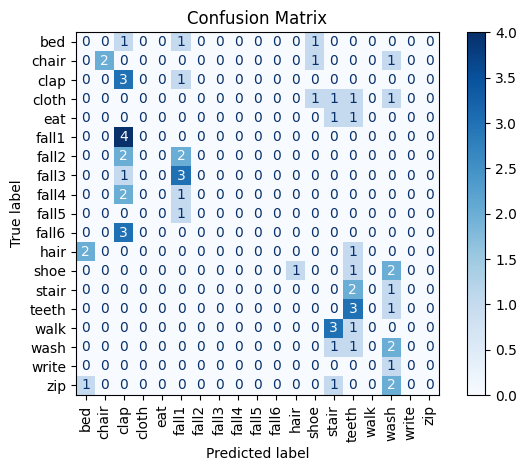 Confusion Matrix
True label
bed 0 0 1 0 0 1 0 0 0 0 0 0 1 0 0 0 0 0 0
chair 0 2 0 0 0 0 0 0 0 0 0 0 1 0 0 0 1 0 0
clap 0 0 3 0 0 1 0 0 0 0 0 0 0 0 0 0 0 0 0
cloth 0 0 0 0 0 0 0 0 0 0 0 0 1 1 1 0 1 0 0
eat 0 0 0 0 0 0 0 0 0 0 0 0 0 1 1 0 0 0 0
fall1 0 0 4 0 0 0 0 0 0 0 0 0 0 0 0 0 0 0 0
fall2 0 0 2 0 0 2 0 0 0 0 0 0 0 0 0 0 0 0 0
fall3 0 0 1 0 0 3 0 0 0 0 0 0 0 0 0 0 0 0 0
fall4 0 0 2 0 0 1 0 0 0 0 0 0 0 0 0 0 0 0 0
fall5 0 0 0 0 0 1 0 0 0 0 0 0 0 0 0 0 0 0 0
fall6 0 0 3 0 0 0 0 0 0 0 0 0 0 0 0 0 0 0 0
hair 2 0 0 0 0 0 0 0 0 0 0 0 0 0 1 0 0 0 0
shoe 0 0 0 0 0 0 0 0 0 0 0 1 0 0 1 0 2 0 0
stair 0 0 0 0 0 0 0 0 0 0 0 0 0 0 2 0 1 0 0
teeth 0 0 0 0 0 0 0 0 0 0 0 0 0 0 3 0 1 0 0
walk 0 0 0 0 0 0 0 0 0 0 0 0 0 3 1 0 0 0 0
wash 0 0 0 0 0 0 0 0 0 0 0 0 0 1 1 0 2 0 0
write 0 0 0 0 0 0 0 0 0 0 0 0 0 0 0 0 1 0 0
zip 1 0 0 0 0 0 0 0 0 0 0 0 0 1 0 0 2 0 0
bed chair clap cloth eat fall1 fall2 fall3 fall4 fall5 fall6 hair shoe stair teeth walk wash write zip
Predicted label
4.0
3.5
3.0
2.5
2.0
1.5
1.0
0.5
0.0